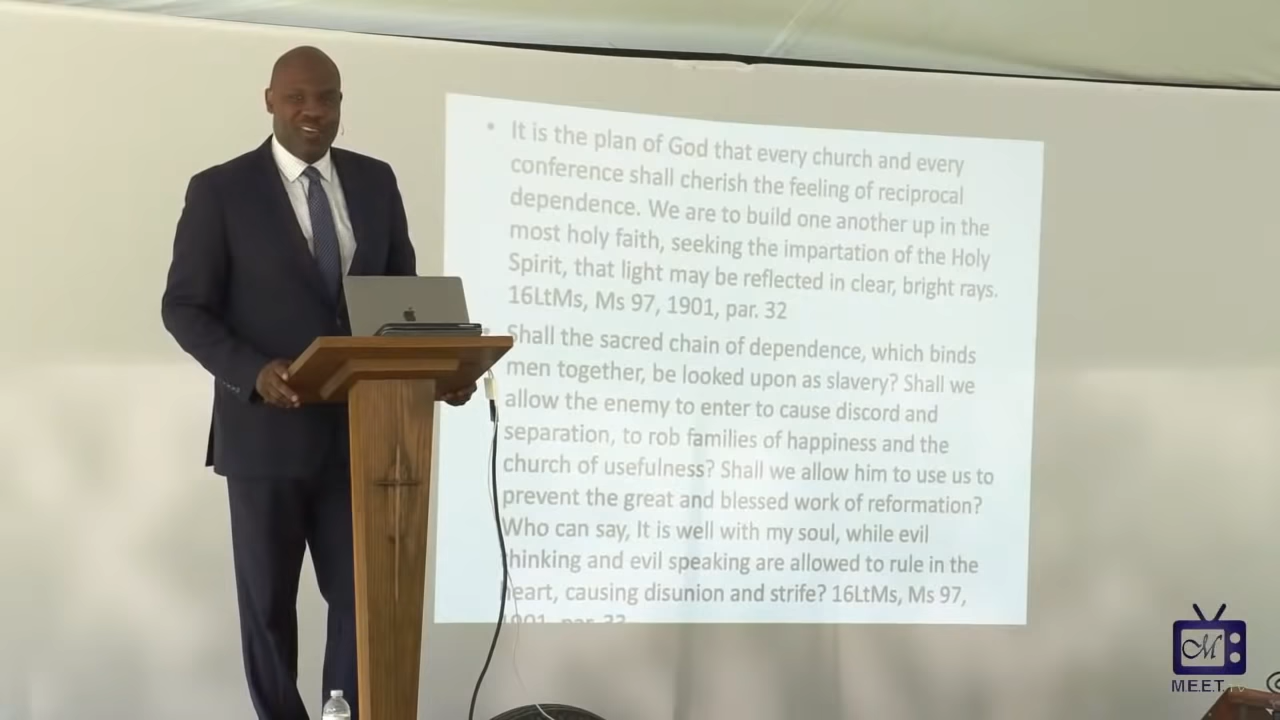 • It is the plan of God that every church and every
conference shall cherish the feeling of reciprocal
dependence. We are to build one another up in the
most holy faith, seeking the impartation of the Holy
Spirit, that light may be reflected in clear, bright rays.
16LtMs, Ms 97, 1901, par. 32
Shall the sacred chain of dependence, which binds
men together, be looked upon as slavery? Shall we
allow the enemy to enter to cause discord and
separation, to rob families of happiness and the
church of usefulness? Shall we allow him to use us to
prevent the great and blessed work of reformation?
Who can say, It is well with my soul, while evil
thinking and evil speaking are allowed to rule in the
heart, causing disunion and strife? 16LtMs, Ms 97,
1901, par. 33
M
M.E.E.T.TV